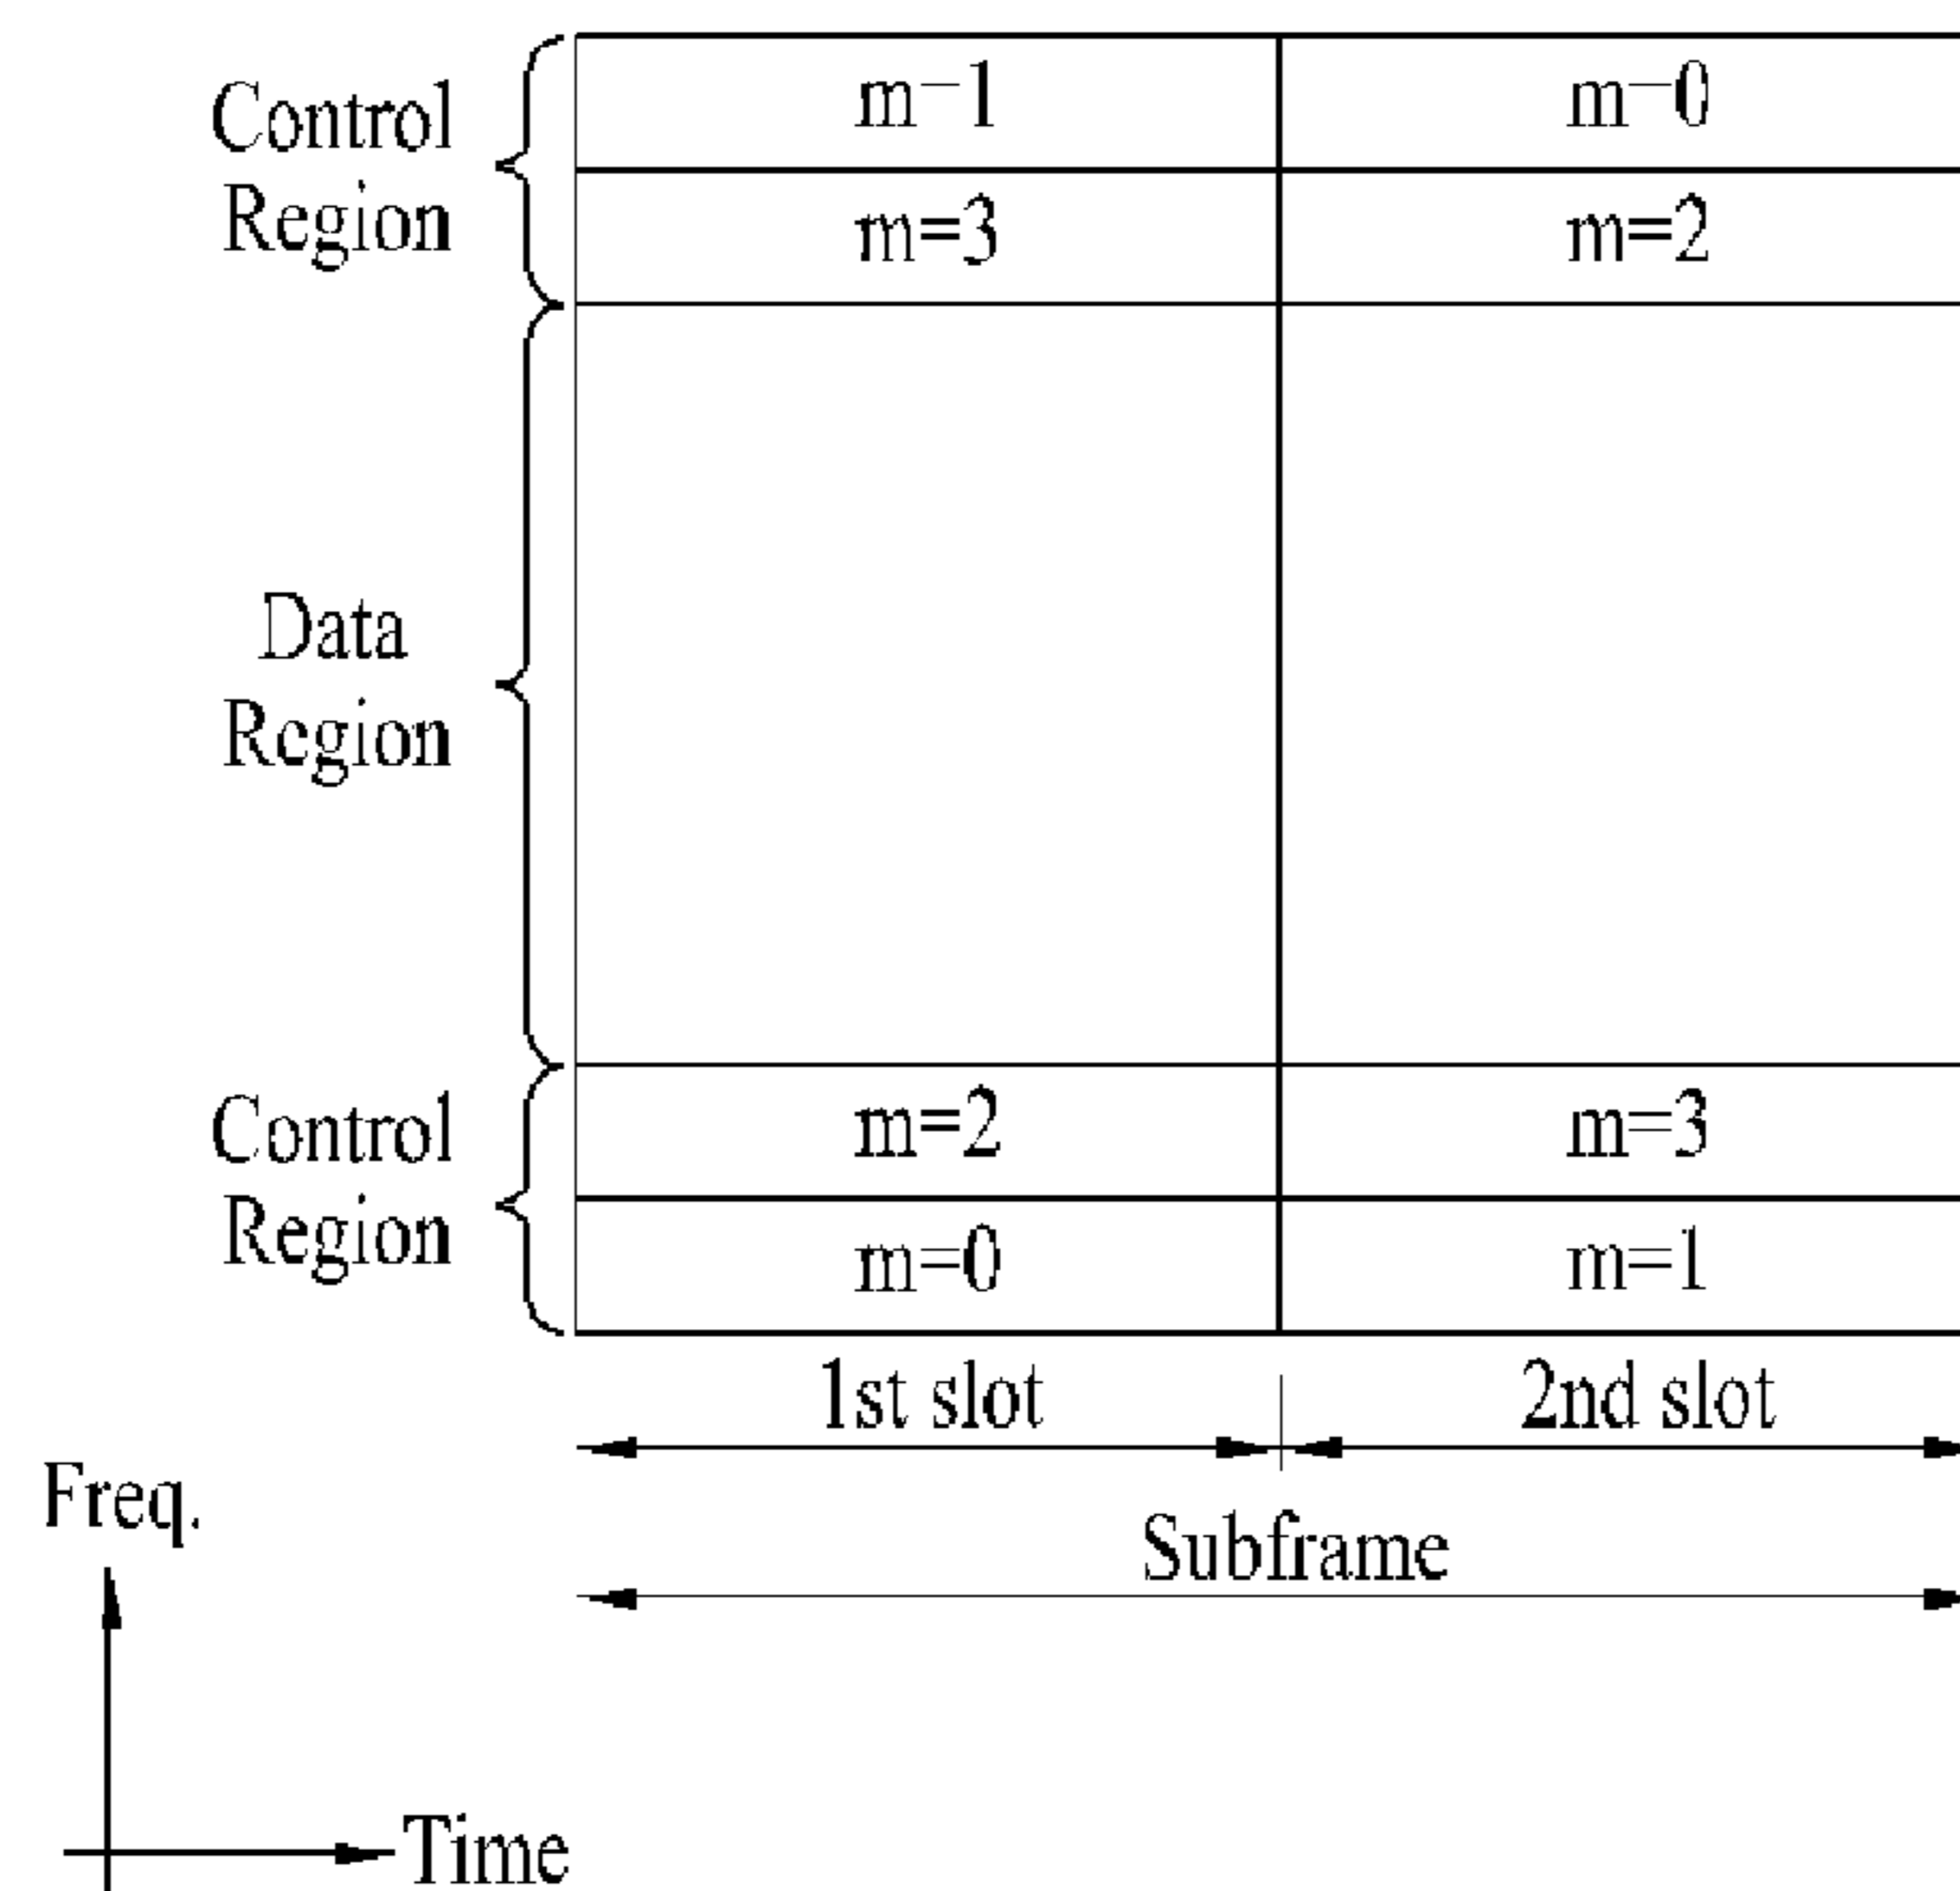 Control
Region
m−1
m−0
m=3
m=2
Data
Region
Control
Region
m=2
m=3
m=0
m=1
1st slot
2nd slot
Subframe
Freq.
Time